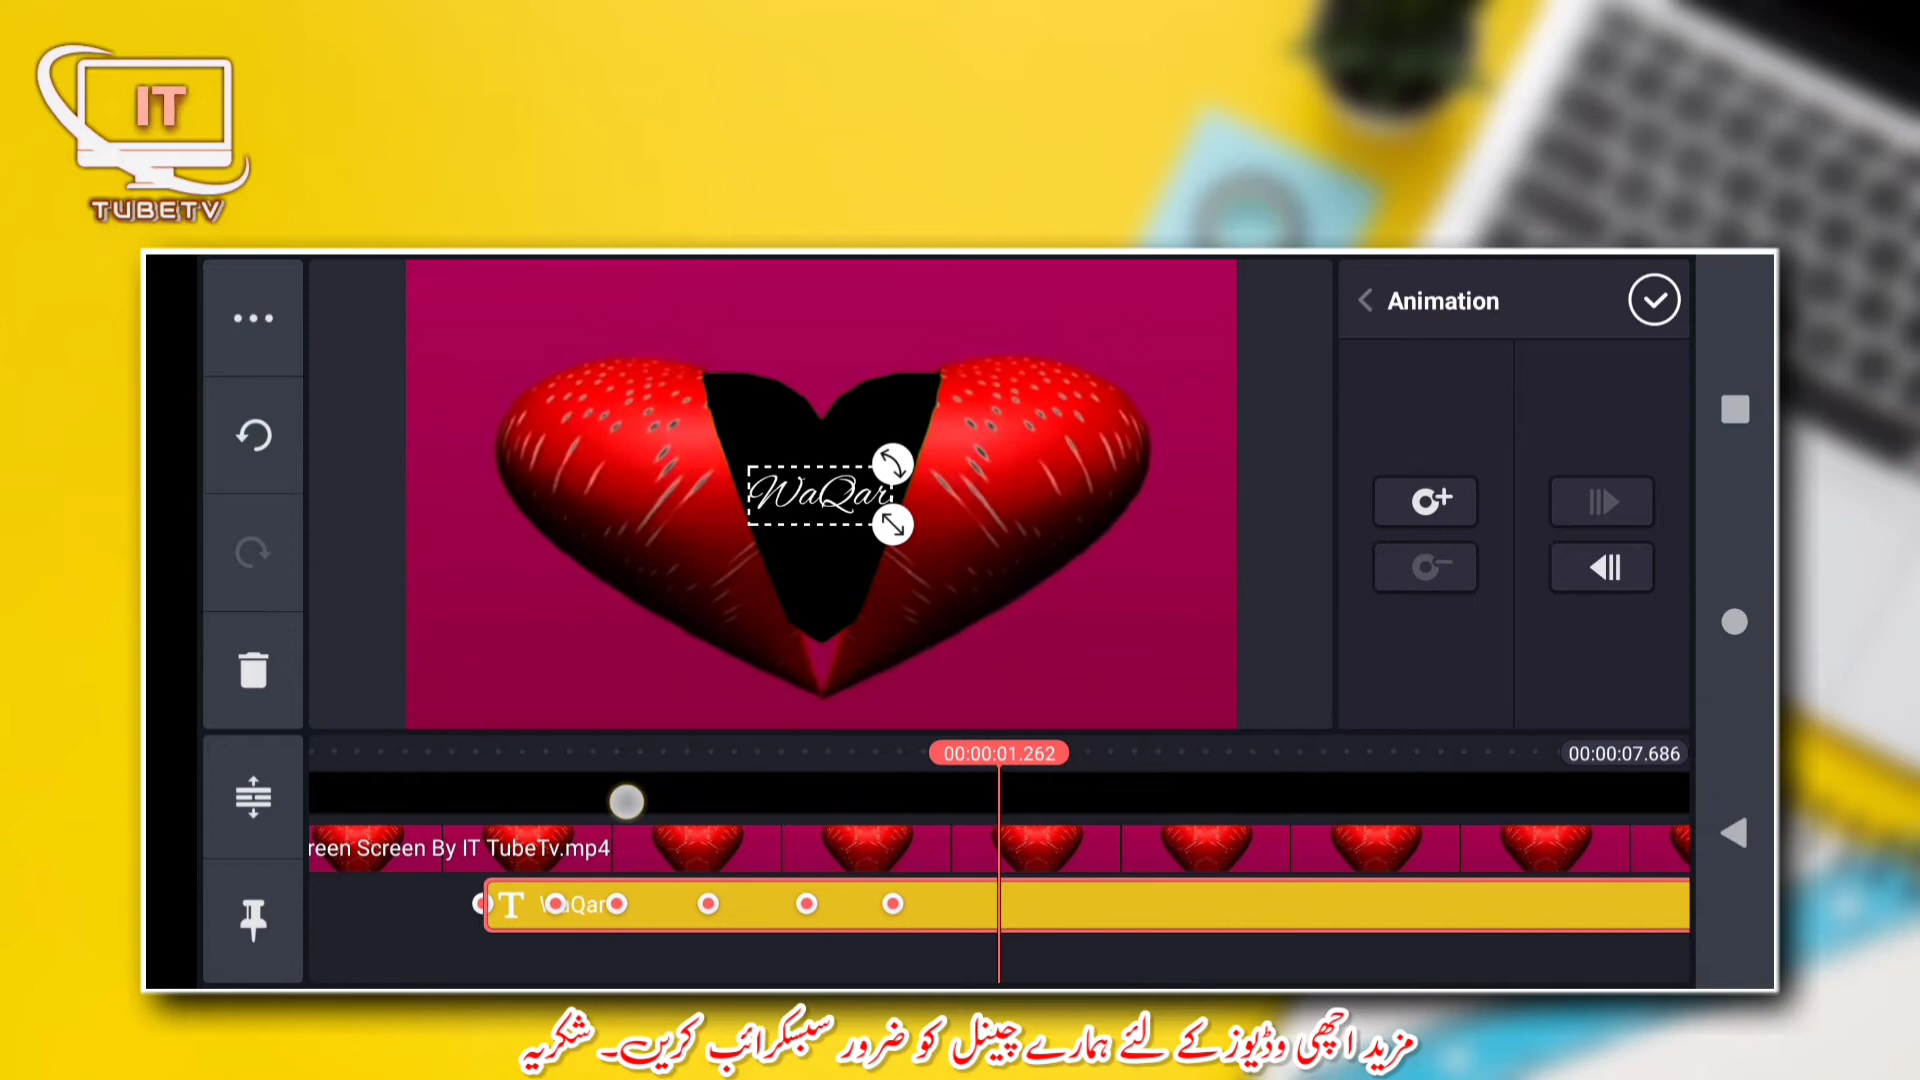 IT
TUBETV
Animation
WaQar
00:00:01.262
00:00:07.686
reen Screen By IT TubeTv.mp4
T WaQar
مزید اچھی وڈیوز کے لئے ہمارے چینل کو ضرور سبسکرائب کریں۔ شکریہ